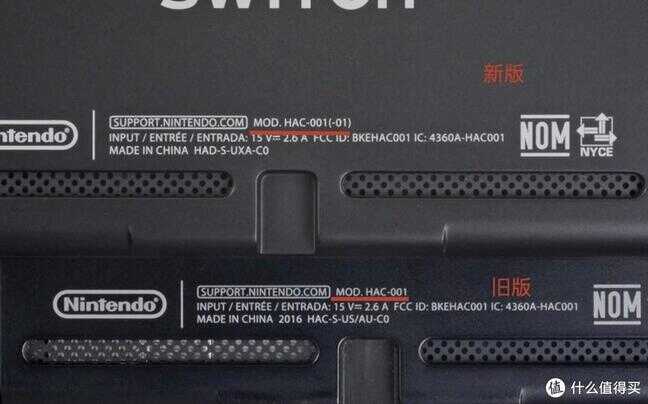 SWITCH
新版
Nintendo
SUPPORT.NINTENDO.COM MOD. HAC-001(-01)
INPUT / ENTRÉE / ENTRADA: 15 V⎓2.6 A FCC ID: BKEHAC001 IC: 4360A-HAC001
MADE IN CHINA HAD-S-UXA-C0
NOM
NYCE
旧版
Nintendo
SUPPORT.NINTENDO.COM MOD. HAC-001
INPUT / ENTRÉE / ENTRADA: 15 V⎓2.6 A FCC ID: BKEHAC001 IC: 4360A-HAC001
MADE IN CHINA 2016 HAC-S-US/AU-C0
NOM
值 什么值得买